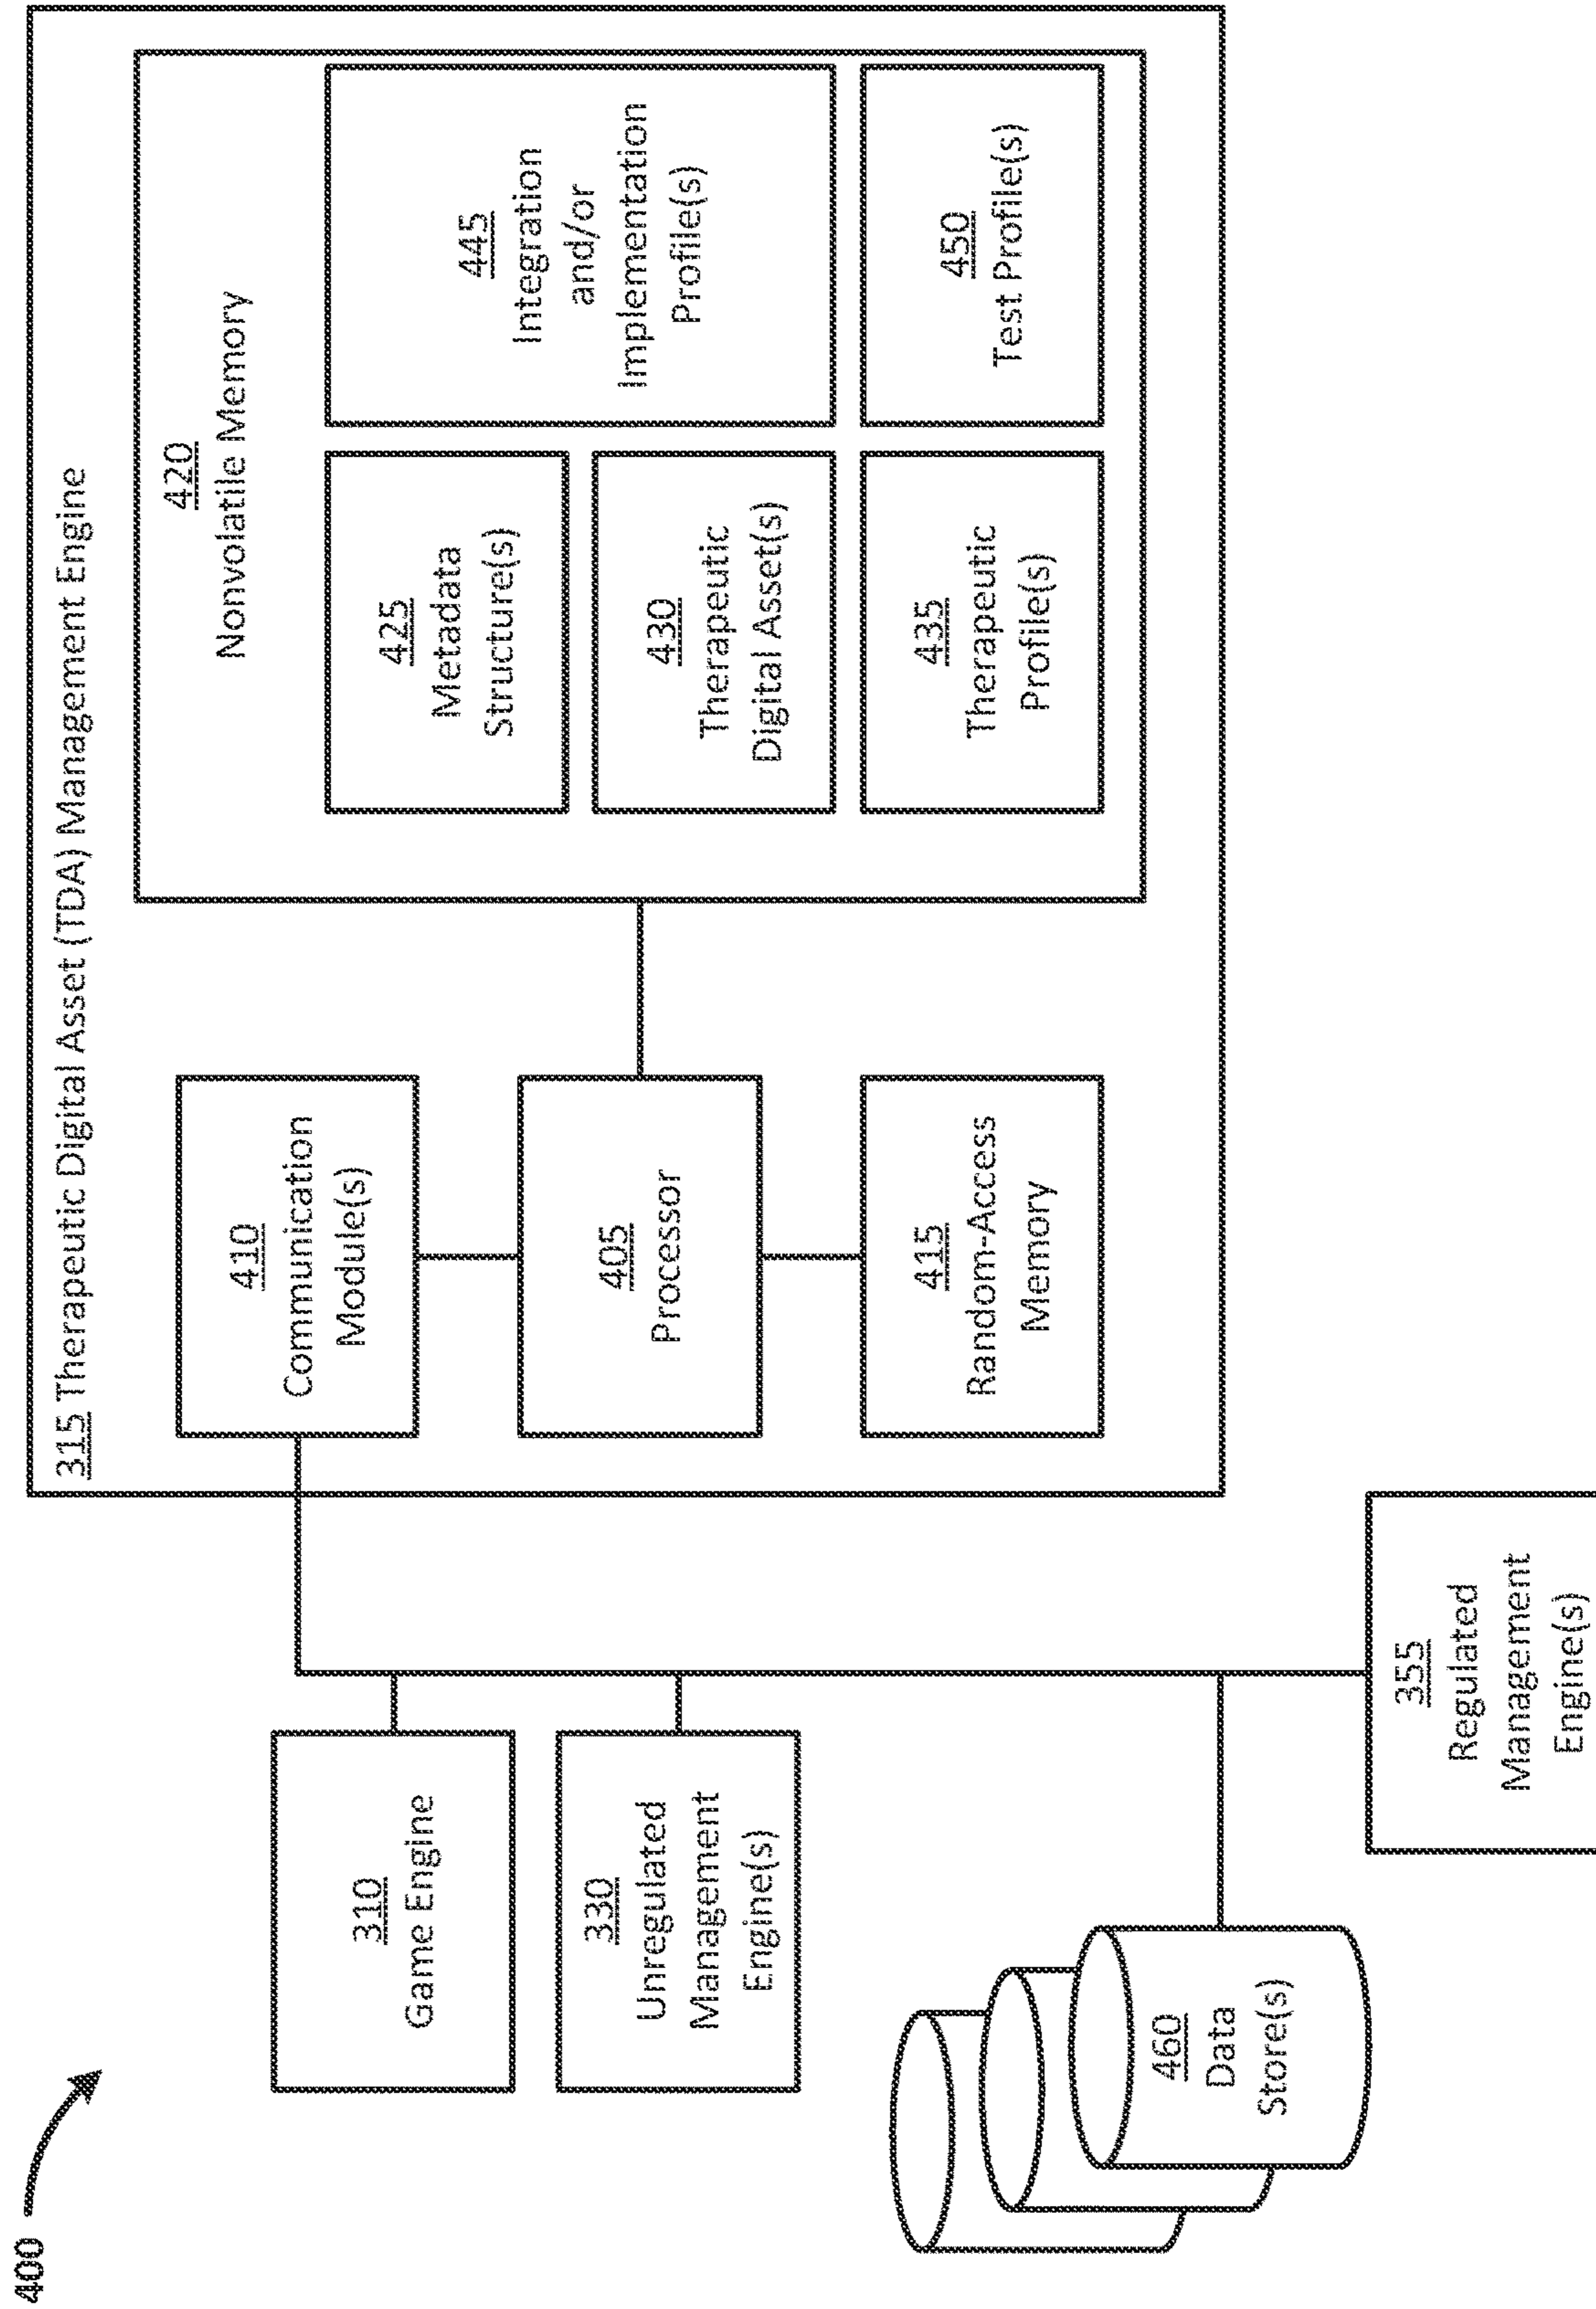 400
310
Game Engine
330
Unregulated
Management
Engine(s)
460
Data
Store(s)
355
Regulated
Management
Engine(s)
315 Therapeutic Digital Asset (TDA) Management Engine
410
Communication
Module(s)
405
Processor
415
Random-Access
Memory
420
Nonvolatile Memory
425
Metadata
Structure(s)
430
Therapeutic
Digital Asset(s)
435
Therapeutic
Profile(s)
445
Integration
and/or
Implementation
Profile(s)
450
Test Profile(s)